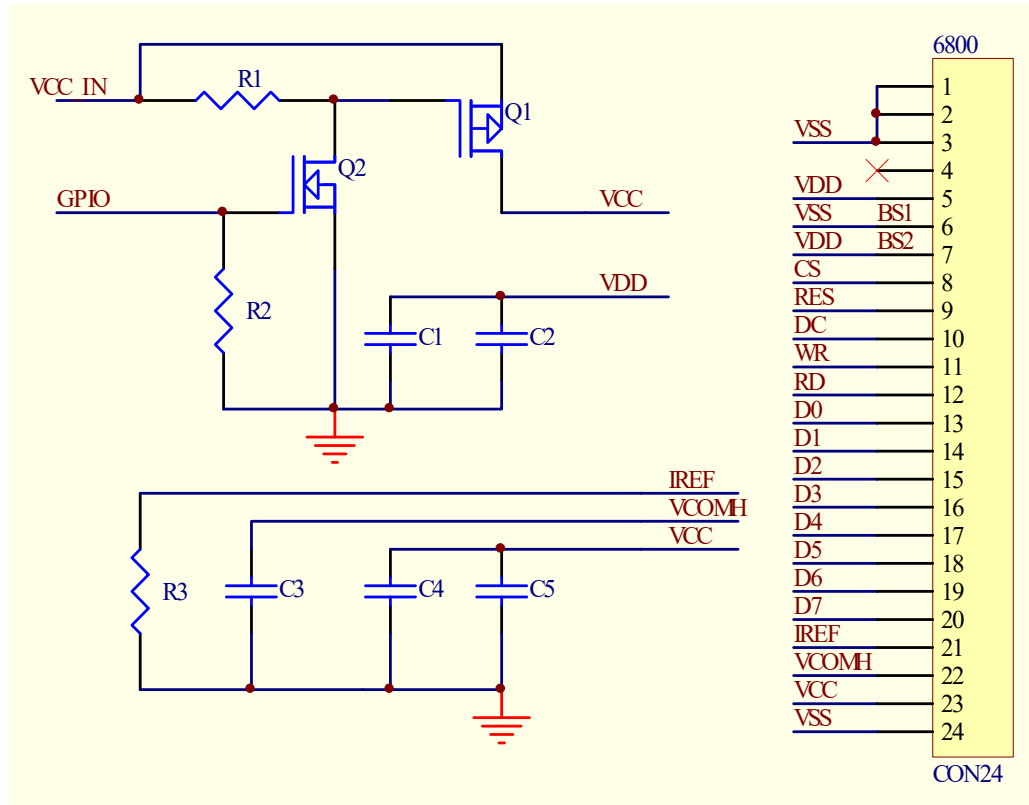 VCC IN
R1
Q1
Q2
GPIO
VCC
R2
VDD
C1
C2
IREF
VCOMH
VCC
R3
C3
C4
C5
6800
1
2
VSS 3
4
VDD 5
VSS BS1 6
VDD BS2 7
CS 8
RES 9
DC 10
WR 11
RD 12
D0 13
D1 14
D2 15
D3 16
D4 17
D5 18
D6 19
D7 20
IREF 21
VCOMH 22
VCC 23
VSS 24
CON24